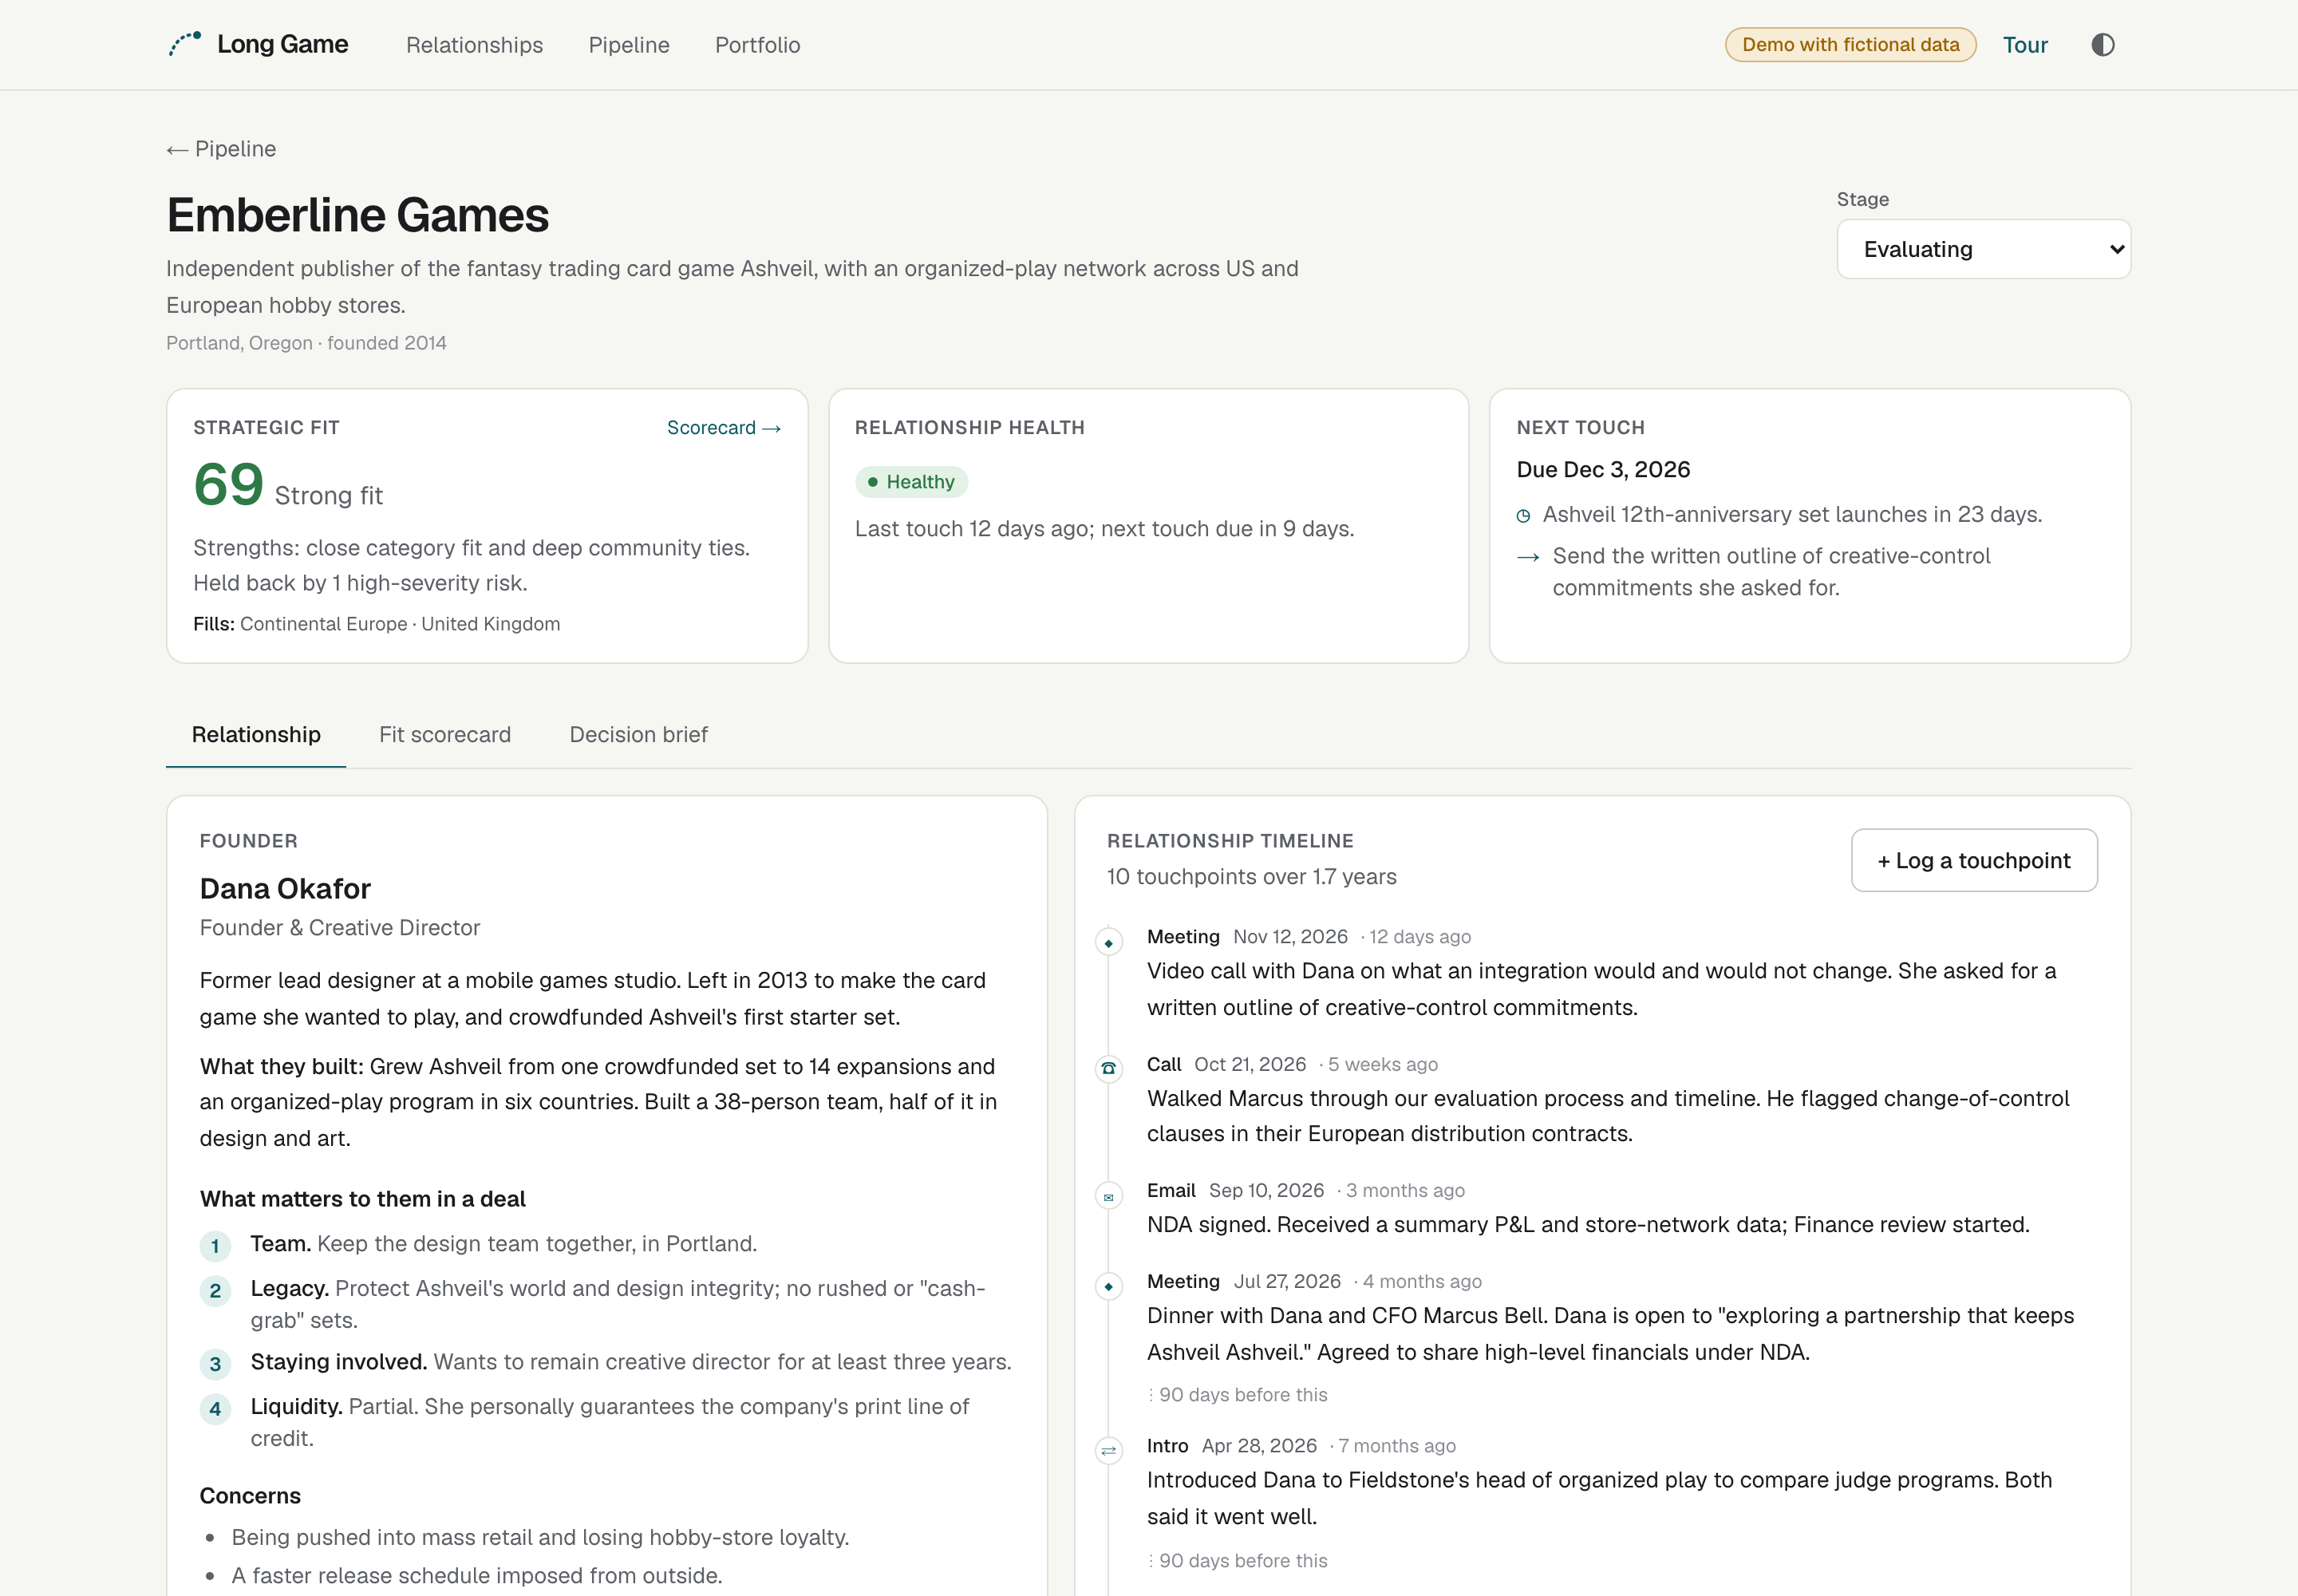 Long Game
Relationships
Pipeline
Portfolio
Demo with fictional data
Tour
← Pipeline
Emberline Games
Independent publisher of the fantasy trading card game Ashveil, with an organized-play network across US and
European hobby stores.
Portland, Oregon · founded 2014
Stage
Evaluating
STRATEGIC FIT
Scorecard →
69 Strong fit
Strengths: close category fit and deep community ties.
Held back by 1 high-severity risk.
Fills: Continental Europe · United Kingdom
RELATIONSHIP HEALTH
Healthy
Last touch 12 days ago; next touch due in 9 days.
NEXT TOUCH
Due Dec 3, 2026
Ashveil 12th-anniversary set launches in 23 days.
→ Send the written outline of creative-control
commitments she asked for.
Relationship
Fit scorecard
Decision brief
FOUNDER
Dana Okafor
Founder & Creative Director
Former lead designer at a mobile games studio. Left in 2013 to make the card
game she wanted to play, and crowdfunded Ashveil's first starter set.
What they built: Grew Ashveil from one crowdfunded set to 14 expansions and
an organized-play program in six countries. Built a 38-person team, half of it in
design and art.
What matters to them in a deal
1 Team. Keep the design team together, in Portland.
2 Legacy. Protect Ashveil's world and design integrity; no rushed or "cash-
grab" sets.
3 Staying involved. Wants to remain creative director for at least three years.
4 Liquidity. Partial. She personally guarantees the company's print line of
credit.
Concerns
• Being pushed into mass retail and losing hobby-store loyalty.
• A faster release schedule imposed from outside.
RELATIONSHIP TIMELINE
10 touchpoints over 1.7 years
+ Log a touchpoint
Meeting Nov 12, 2026 · 12 days ago
Video call with Dana on what an integration would and would not change. She asked for a
written outline of creative-control commitments.
Call Oct 21, 2026 · 5 weeks ago
Walked Marcus through our evaluation process and timeline. He flagged change-of-control
clauses in their European distribution contracts.
Email Sep 10, 2026 · 3 months ago
NDA signed. Received a summary P&L and store-network data; Finance review started.
Meeting Jul 27, 2026 · 4 months ago
Dinner with Dana and CFO Marcus Bell. Dana is open to "exploring a partnership that keeps
Ashveil Ashveil." Agreed to share high-level financials under NDA.
⋮ 90 days before this
Intro Apr 28, 2026 · 7 months ago
Introduced Dana to Fieldstone's head of organized play to compare judge programs. Both
said it went well.
⋮ 90 days before this